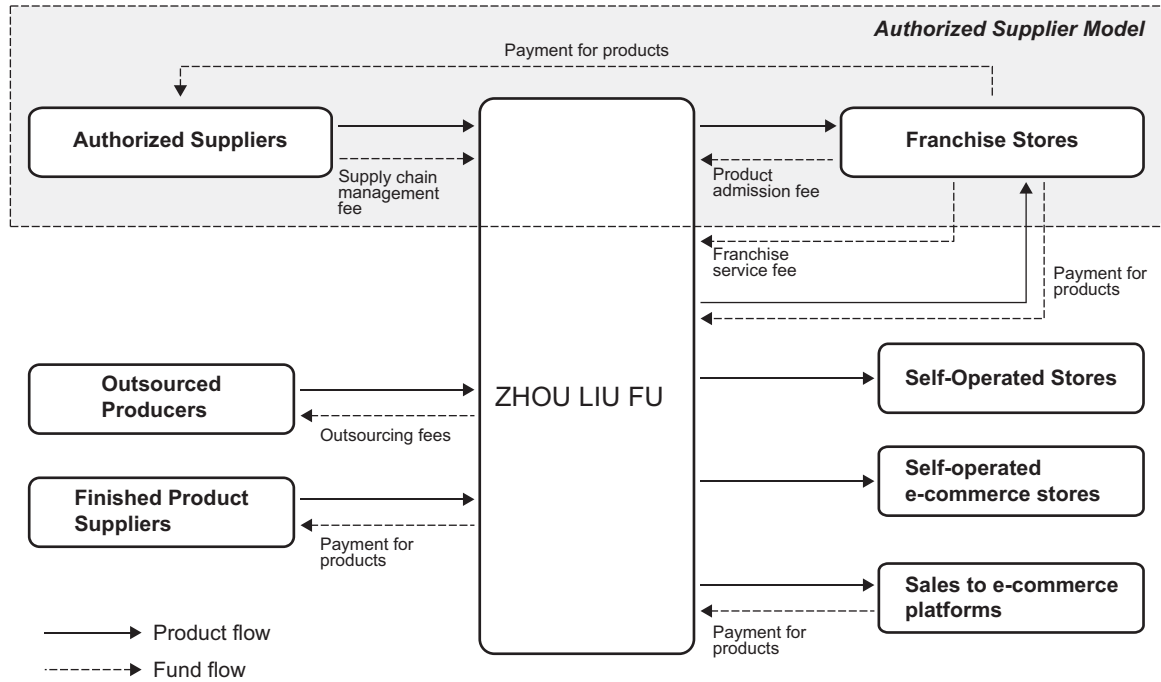 Authorized Supplier Model
Payment for products
Authorized Suppliers
Franchise Stores
Supply chain
management
fee
Product
admission fee
Franchise
service fee
Payment for
products
Outsourced
Producers
Outsourcing fees
ZHOU LIU FU
Self-Operated Stores
Self-operated
e-commerce stores
Finished Product
Suppliers
Payment for
products
Sales to e-commerce
platforms
Payment for
products
Product flow
Fund flow